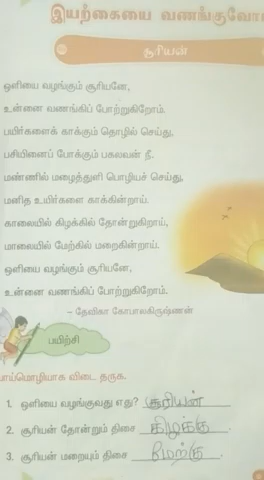 இயற்கையை வணங்குவோ
சூரியன்
ஒளியை வழங்கும் சூரியனே,
உன்னை வணங்கிப் போற்றுகிறோம்.
பயிர்களைக் காக்கும் தொழில் செய்து,
பசியினைப் போக்கும் பகலவன் நீ.
மண்ணில் மழைத்துளி பொழியச் செய்து,
மனித உயிர்களை காக்கின்றாய்.
காலையில் கிழக்கில் தோன்றுகிறாய்,
மாலையில் மேற்கில் மறைகின்றாய்.
ஒளியை வழங்கும் சூரியனே,
உன்னை வணங்கிப் போற்றுகிறோம்.
– தேவிகா கோபாலகிருஷ்ணன்
பயிற்சி
வாய்மொழியாக விடை தருக.
1. ஒளியை வழங்குவது எது? சூரியன்
2. சூரியன் தோன்றும் திசை கிழக்கு.
3. சூரியன் மறையும் திசை மேற்கு.